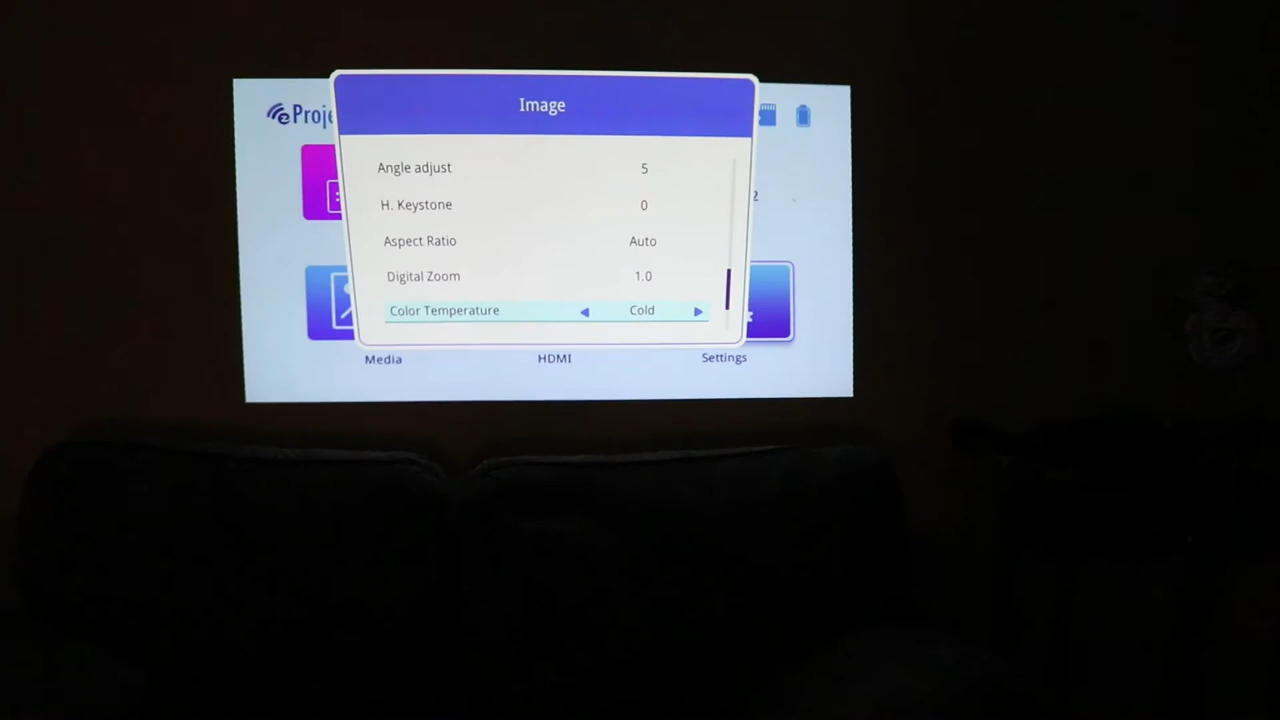 Image
eProje
Angle adjust 5
2
H. Keystone 0
Aspect Ratio Auto
Digital Zoom 1.0
Color Temperature Cold
Media HDMI Settings